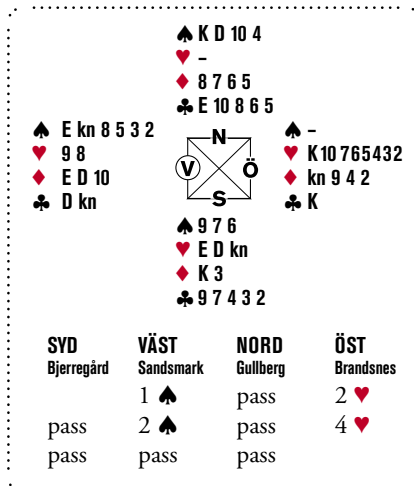 ♠ K D 10 4
♥ –
♦ 8 7 6 5
♣ E 10 8 6 5
♠ E kn 8 5 3 2
♥ 9 8
♦ E D 10
♣ D kn
N
V Ö
S
♠ –
♥ K 10 7 6 5 4 3 2
♦ kn 9 4 2
♣ K
♠ 9 7 6
♥ E D kn
♦ K 3
♣ 9 7 4 3 2
SYD VÄST NORD ÖST
Bjerregård Sandsmark Gullberg Brandsnes
1 ♠ pass 2 ♥
pass 2 ♠ pass 4 ♥
pass pass pass